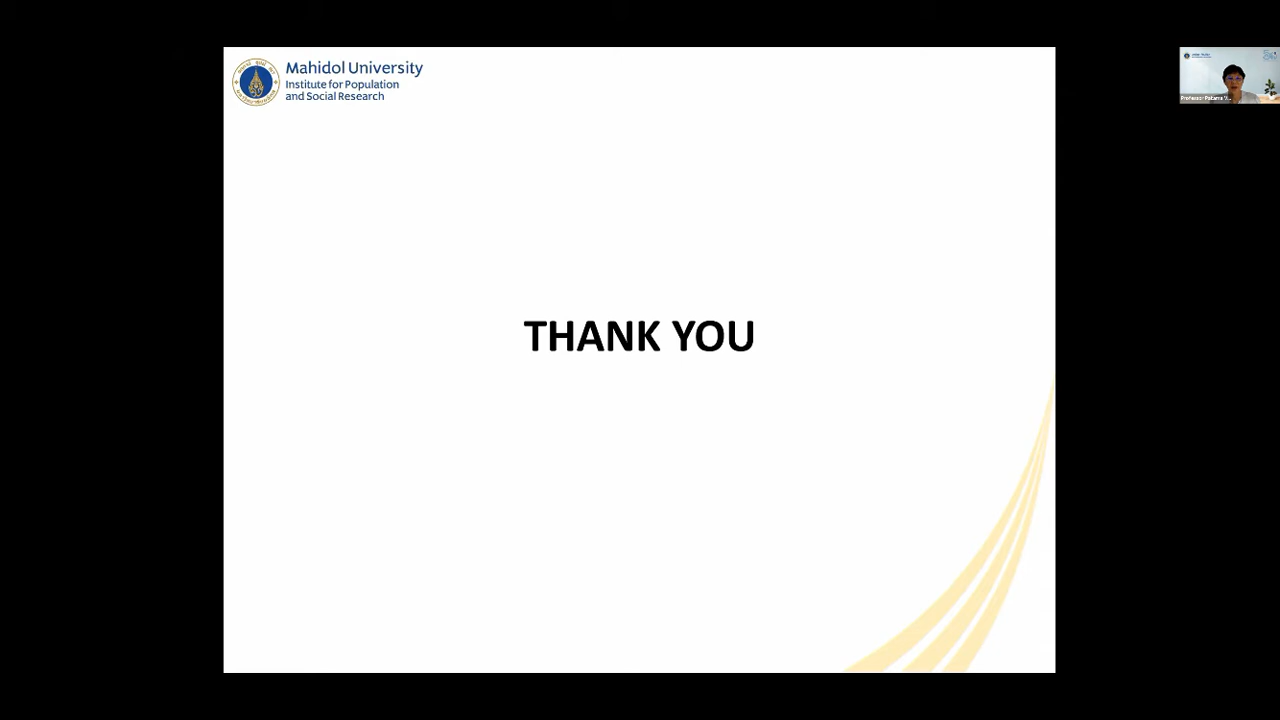 Mahidol University
Institute for Population
and Social Research
THANK YOU